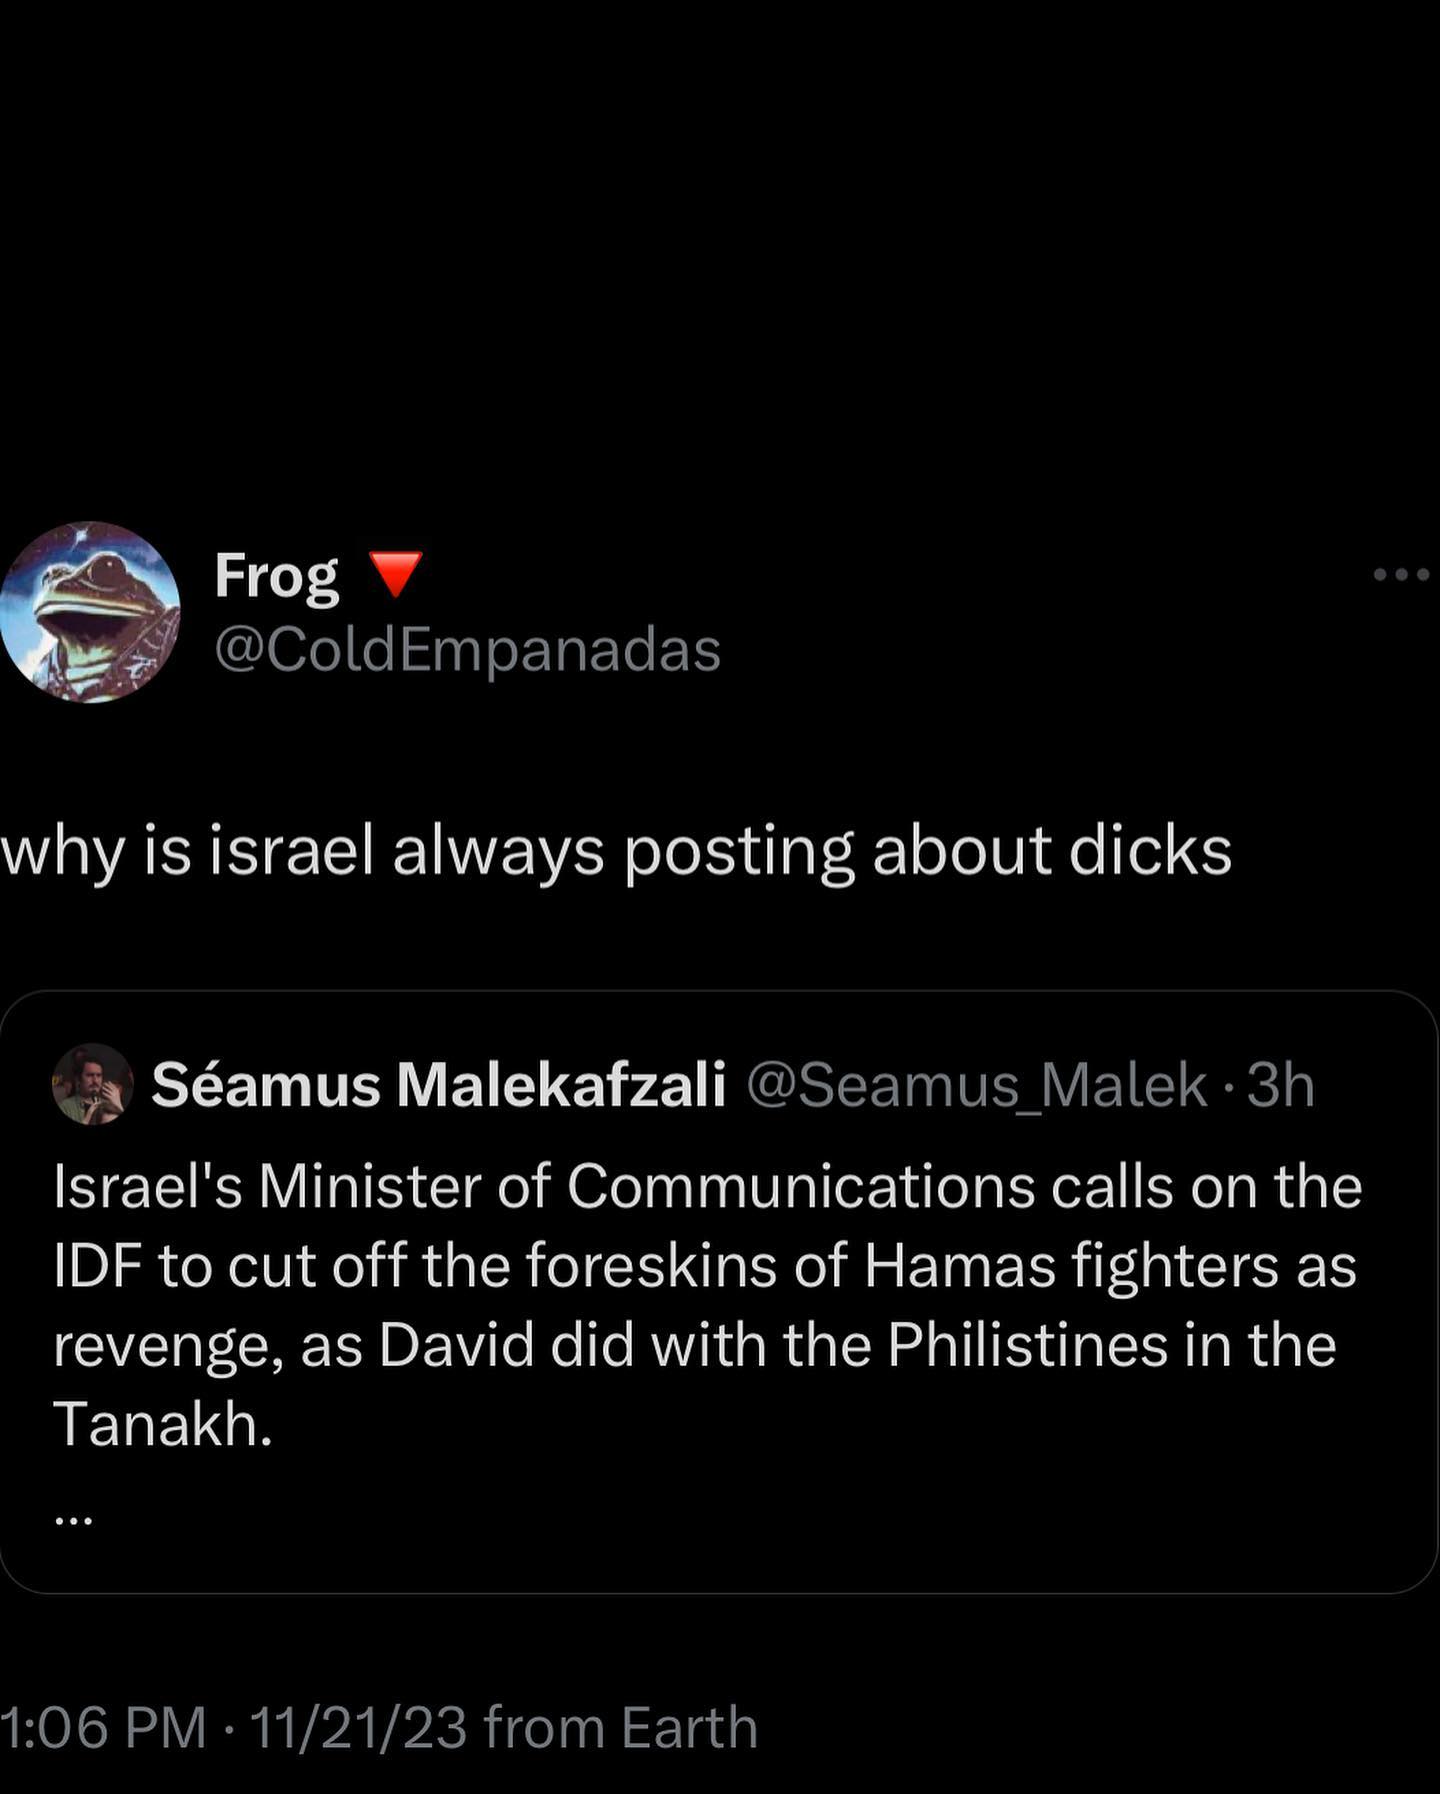 Frog 🔻
@ColdEmpanadas
why is israel always posting about dicks
Séamus Malekafzali @Seamus_Malek · 3h
Israel's Minister of Communications calls on the
IDF to cut off the foreskins of Hamas fighters as
revenge, as David did with the Philistines in the
Tanakh.
...
1:06 PM · 11/21/23 from Earth